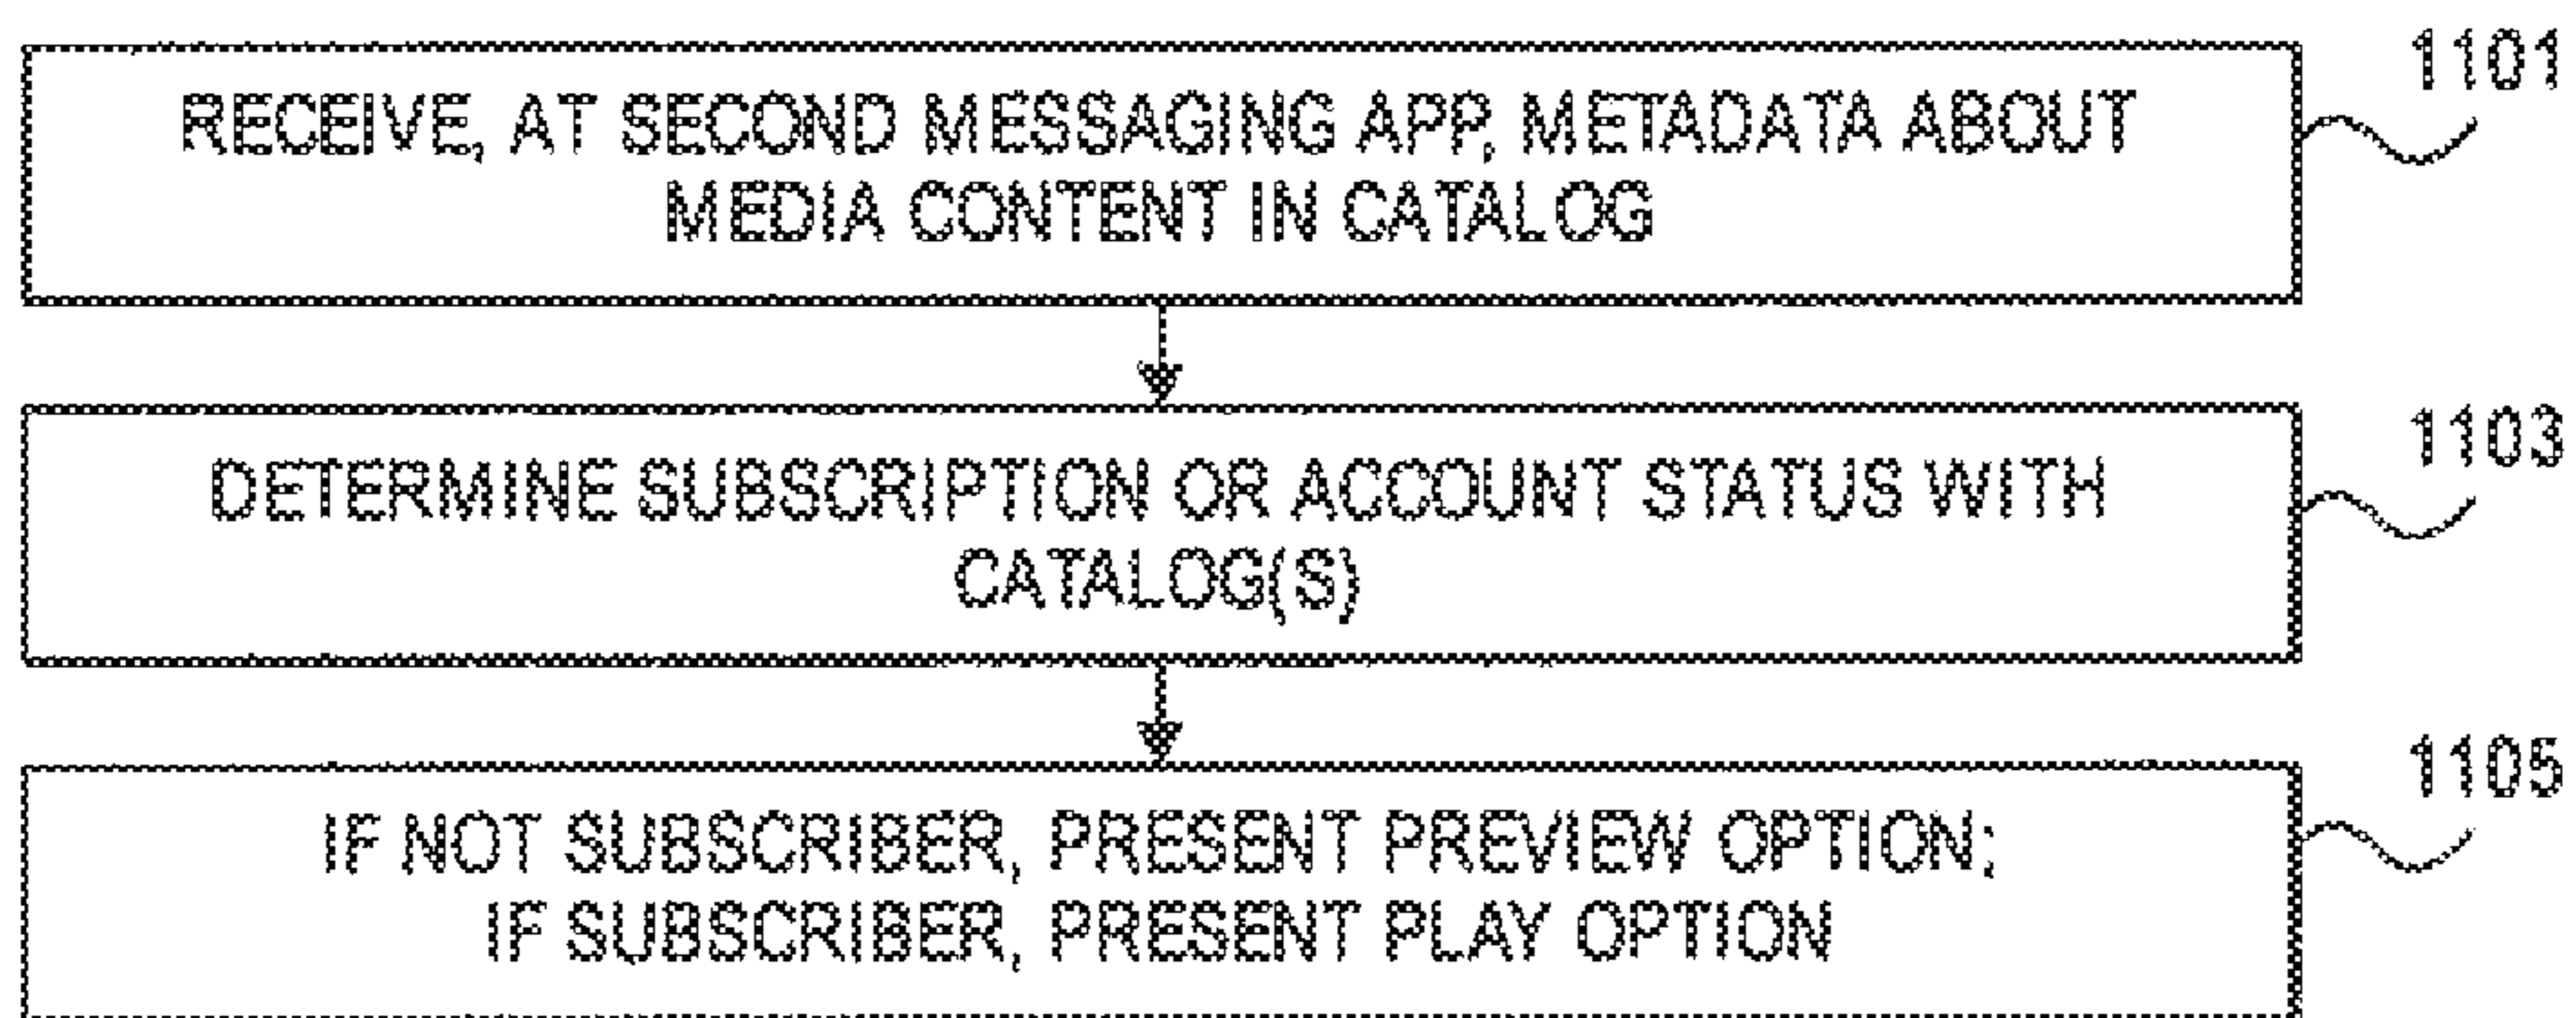 1101
RECEIVE, AT SECOND MESSAGING APP, METADATA ABOUT
MEDIA CONTENT IN CATALOG
1103
DETERMINE SUBSCRIPTION OR ACCOUNT STATUS WITH
CATALOG(S)
1105
IF NOT SUBSCRIBER, PRESENT PREVIEW OPTION;
IF SUBSCRIBER, PRESENT PLAY OPTION